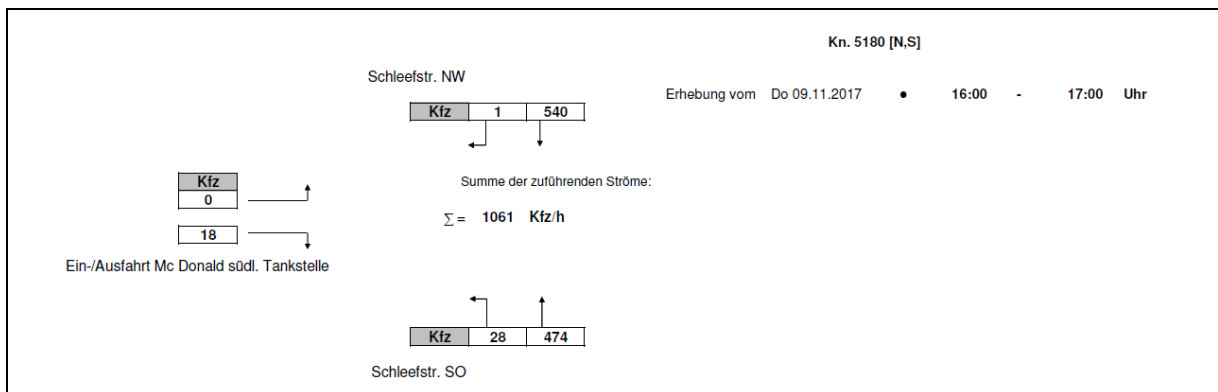 Kn. 5180 [N,S]
Schleefstr. NW
Erhebung vom Do 09.11.2017 ● 16:00 - 17:00 Uhr
Kfz 1 540
Kfz
0
Summe der zuführenden Ströme:
∑ = 1061 Kfz/h
18
Ein-/Ausfahrt Mc Donald südl. Tankstelle
Kfz 28 474
Schleefstr. SO